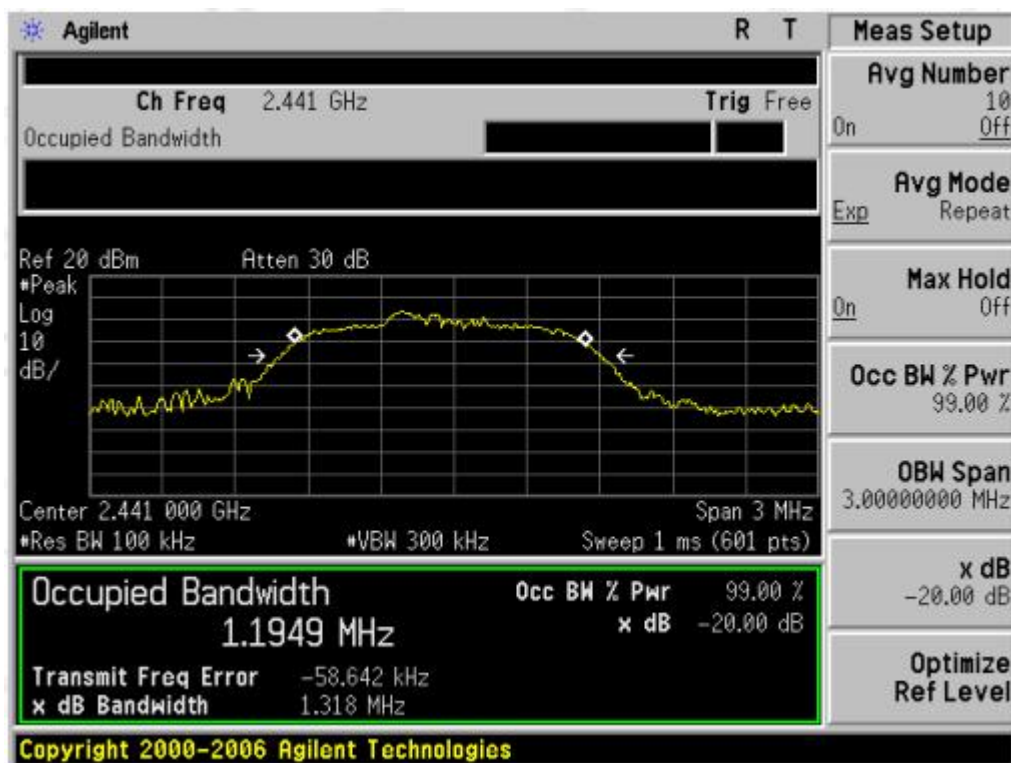 Agilent R T Meas Setup
Avg Number
10
On Off
Ch Freq 2.441 GHz Trig Free
Occupied Bandwidth
Avg Mode
Exp Repeat
Max Hold
On Off
Ref 20 dBm Atten 30 dB
#Peak
Log
10
dB/
Occ BW % Pwr
99.00 %
OBW Span
3.00000000 MHz
Center 2.441 000 GHz Span 3 MHz
#Res BW 100 kHz #VBW 300 kHz Sweep 1 ms (601 pts)
x dB
-20.00 dB
Occupied Bandwidth Occ BW % Pwr 99.00 %
1.1949 MHz x dB -20.00 dB
Transmit Freq Error -58.642 kHz
x dB Bandwidth 1.318 MHz
Optimize
Ref Level
Copyright 2000-2006 Agilent Technologies